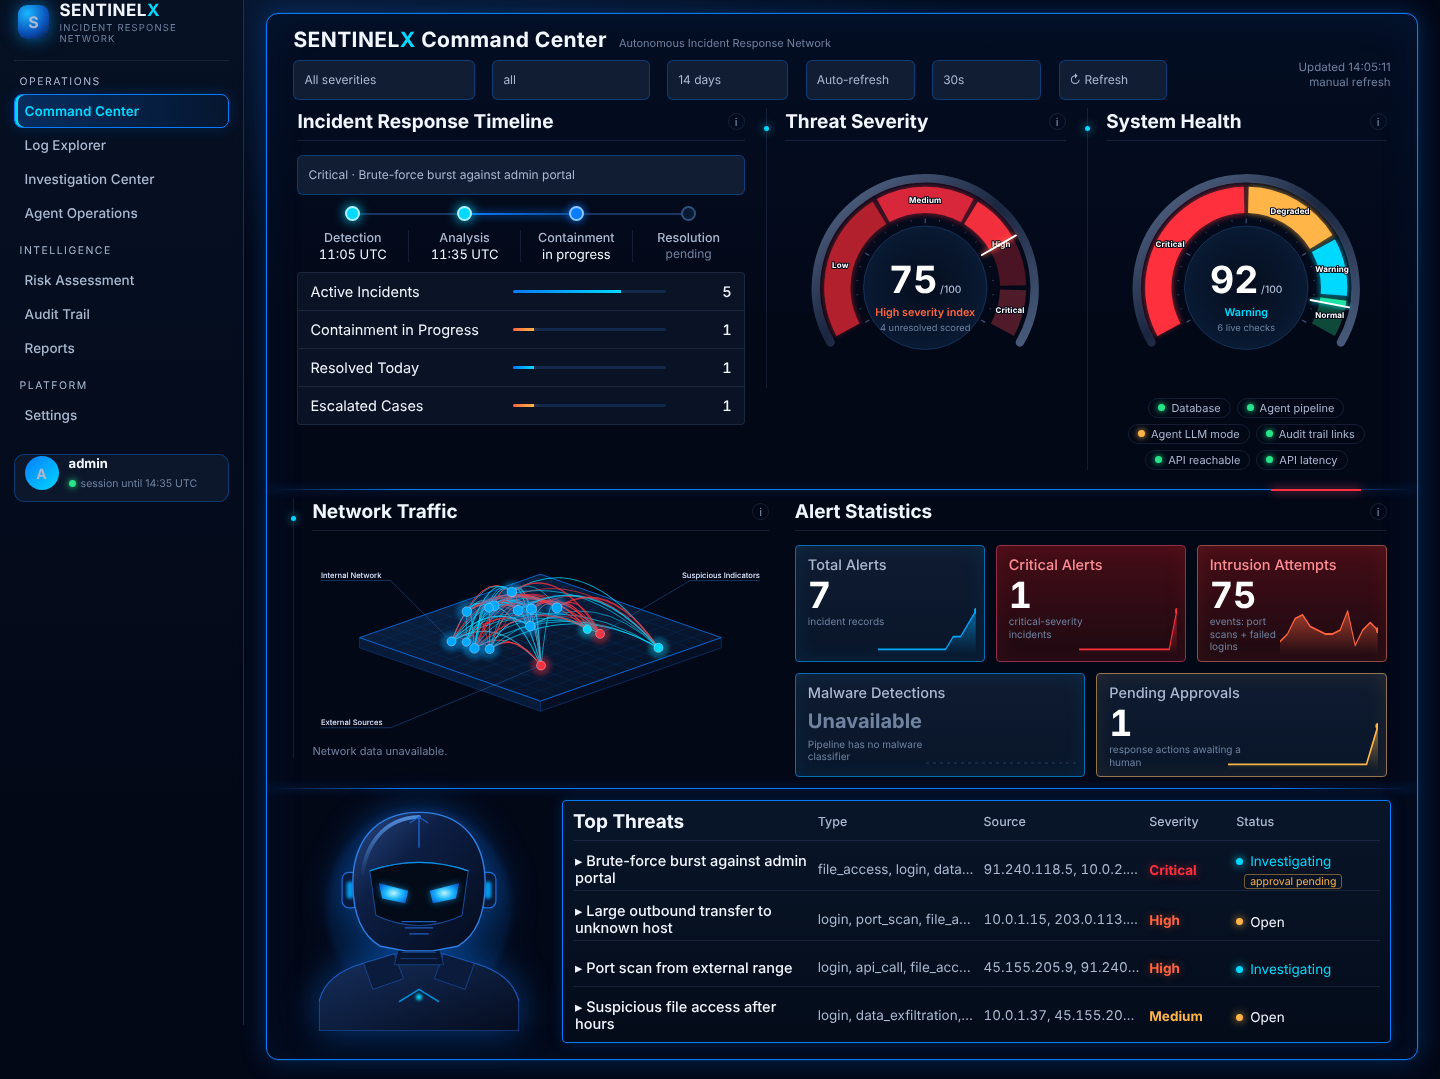 S
SENTINELX
INCIDENT RESPONSE
NETWORK
OPERATIONS
Command Center
Log Explorer
Investigation Center
Agent Operations
INTELLIGENCE
Risk Assessment
Audit Trail
Reports
PLATFORM
Settings
A
admin
session until 14:35 UTC
SENTINELX Command Center Autonomous Incident Response Network
All severities
all
14 days
Auto-refresh
30s
↻ Refresh
Updated 14:05:11
manual refresh
Incident Response Timeline
i
Critical · Brute-force burst against admin portal
Detection
11:05 UTC
Analysis
11:35 UTC
Containment
in progress
Resolution
pending
Active Incidents 5
Containment in Progress 1
Resolved Today 1
Escalated Cases 1
Threat Severity
i
Low
Medium
High
Critical
75 /100
High severity index
4 unresolved scored
System Health
i
Critical
Degraded
Warning
Normal
92 /100
Warning
6 live checks
Database
Agent pipeline
Agent LLM mode
Audit trail links
API reachable
API latency
Network Traffic
i
Internal Network
Suspicious Indicators
External Sources
Network data unavailable.
Alert Statistics
i
Total Alerts
7
incident records
Critical Alerts
1
critical-severity
incidents
Intrusion Attempts
75
events: port
scans + failed
logins
Malware Detections
Unavailable
Pipeline has no malware
classifier
Pending Approvals
1
response actions awaiting a
human
Top Threats Type Source Severity Status
▸ Brute-force burst against admin
portal
file_access, login, data... 91.240.118.5, 10.0.2.... Critical Investigating
approval pending
▸ Large outbound transfer to
unknown host
login, port_scan, file_a... 10.0.1.15, 203.0.113.... High Open
▸ Port scan from external range login, api_call, file_acc... 45.155.205.9, 91.240... High Investigating
▸ Suspicious file access after
hours
login, data_exfiltration,... 10.0.1.37, 45.155.20... Medium Open